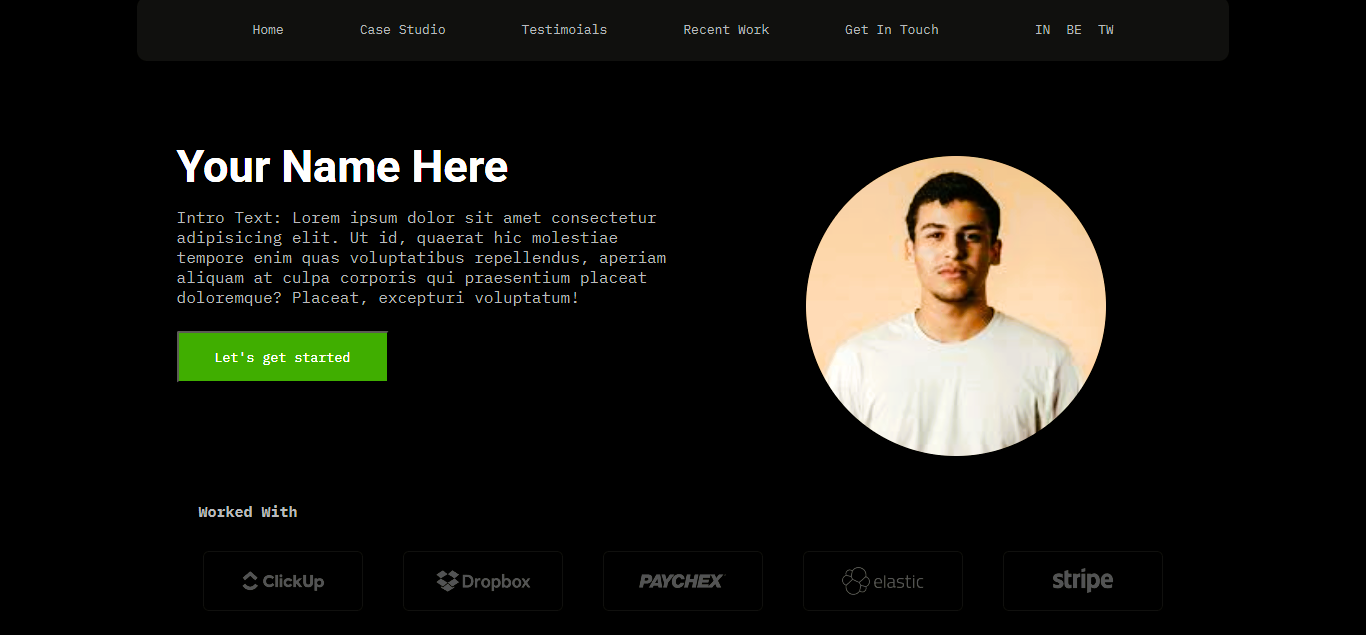 Home Case Studio Testimoials Recent Work Get In Touch IN BE TW
Your Name Here
Intro Text: Lorem ipsum dolor sit amet consectetur
adipisicing elit. Ut id, quaerat hic molestiae
tempore enim quas voluptatibus repellendus, aperiam
aliquam at culpa corporis qui praesentium placeat
doloremque? Placeat, excepturi voluptatum!
Let's get started
Worked With
ClickUp Dropbox PAYCHEX elastic stripe